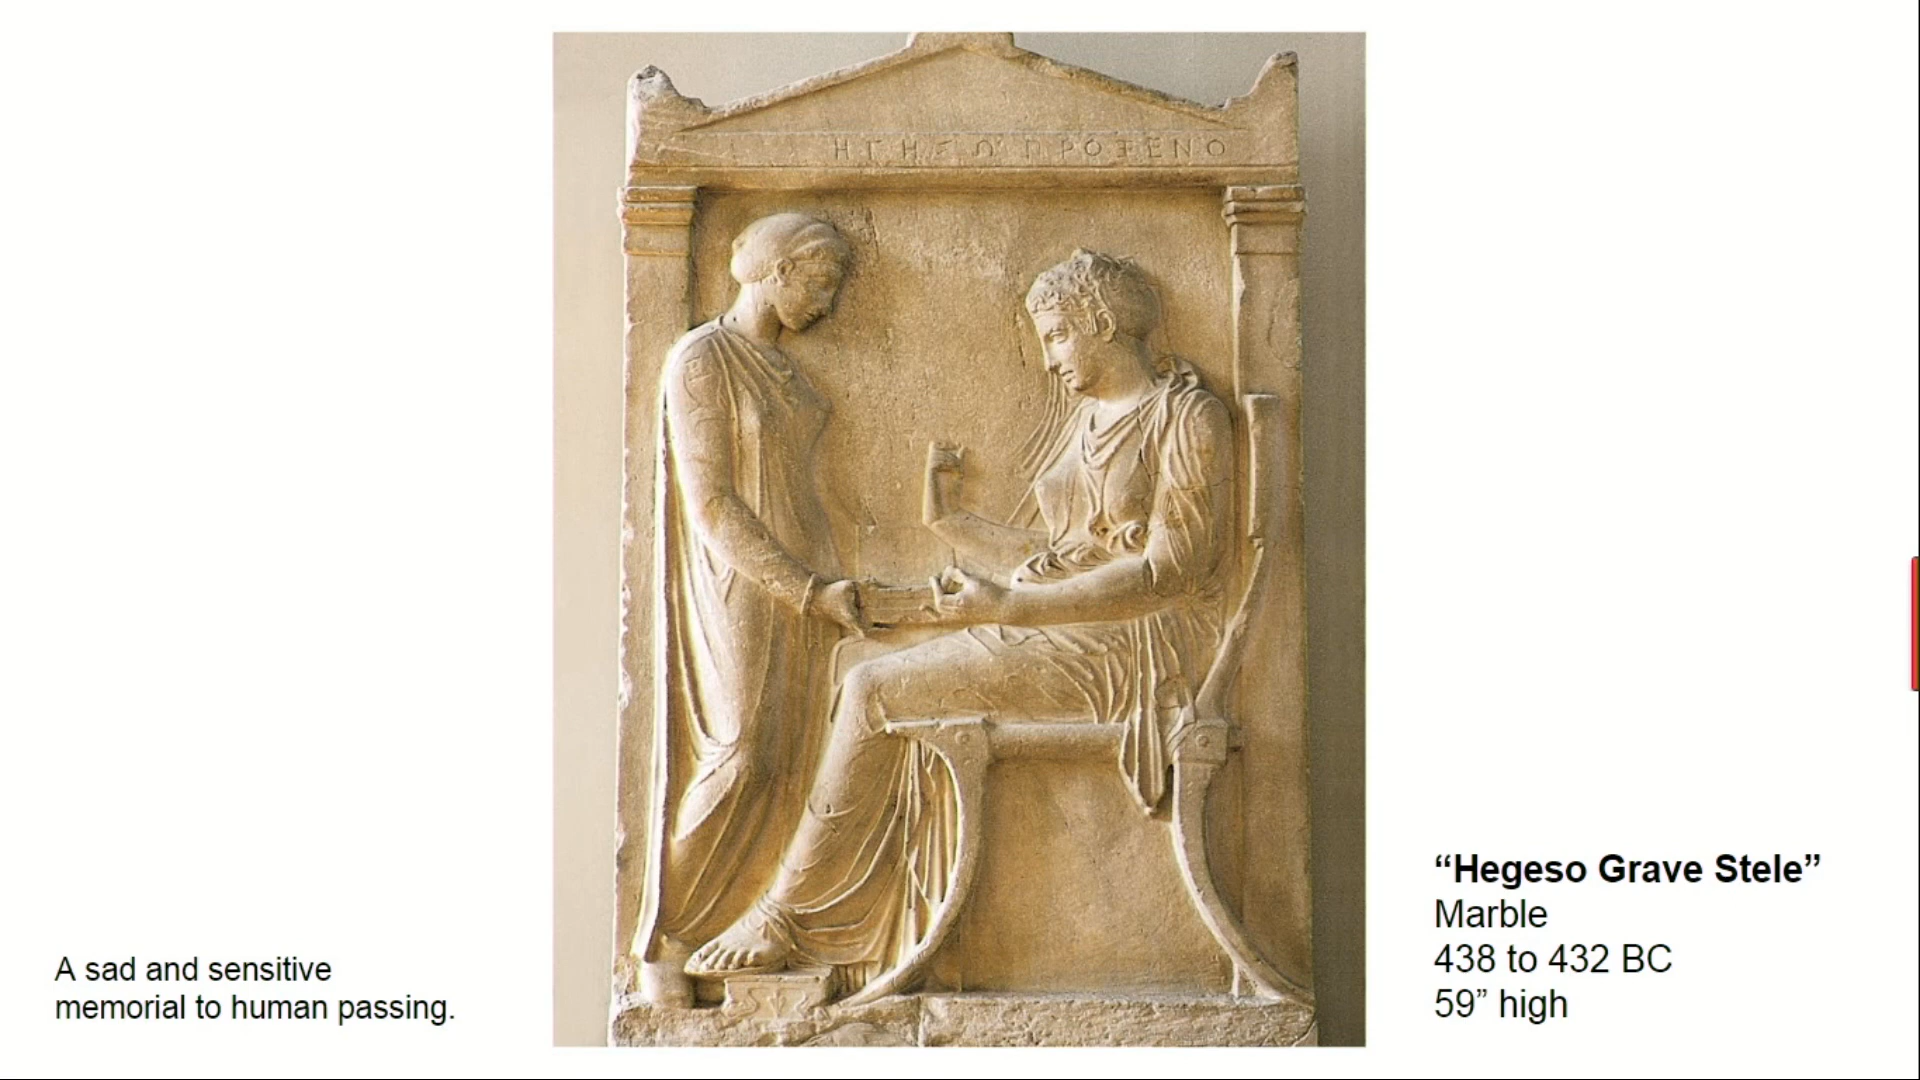 ΗΓΗΣΩ ΠΡΟΞΕΝΟ
“Hegeso Grave Stele”
Marble
438 to 432 BC
59” high
A sad and sensitive
memorial to human passing.